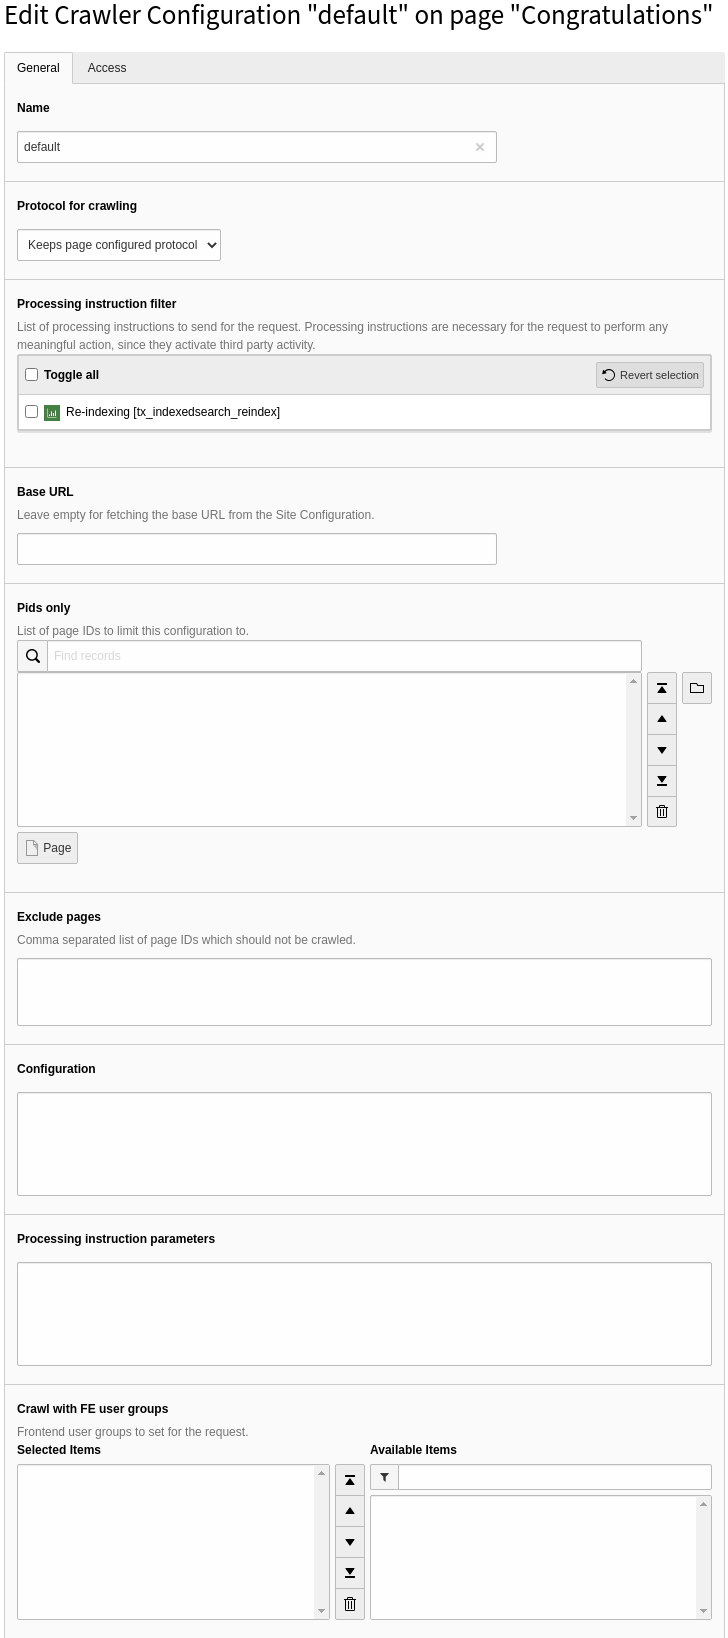 Edit Crawler Configuration "default" on page "Congratulations"
General Access
Name
default
Protocol for crawling
Keeps page configured protocol
Processing instruction filter
List of processing instructions to send for the request. Processing instructions are necessary for the request to perform any
meaningful action, since they activate third party activity.
Toggle all Revert selection
Re-indexing [tx_indexedsearch_reindex]
Base URL
Leave empty for fetching the base URL from the Site Configuration.
Pids only
List of page IDs to limit this configuration to.
Find records
Page
Exclude pages
Comma separated list of page IDs which should not be crawled.
Configuration
Processing instruction parameters
Crawl with FE user groups
Frontend user groups to set for the request.
Selected Items Available Items